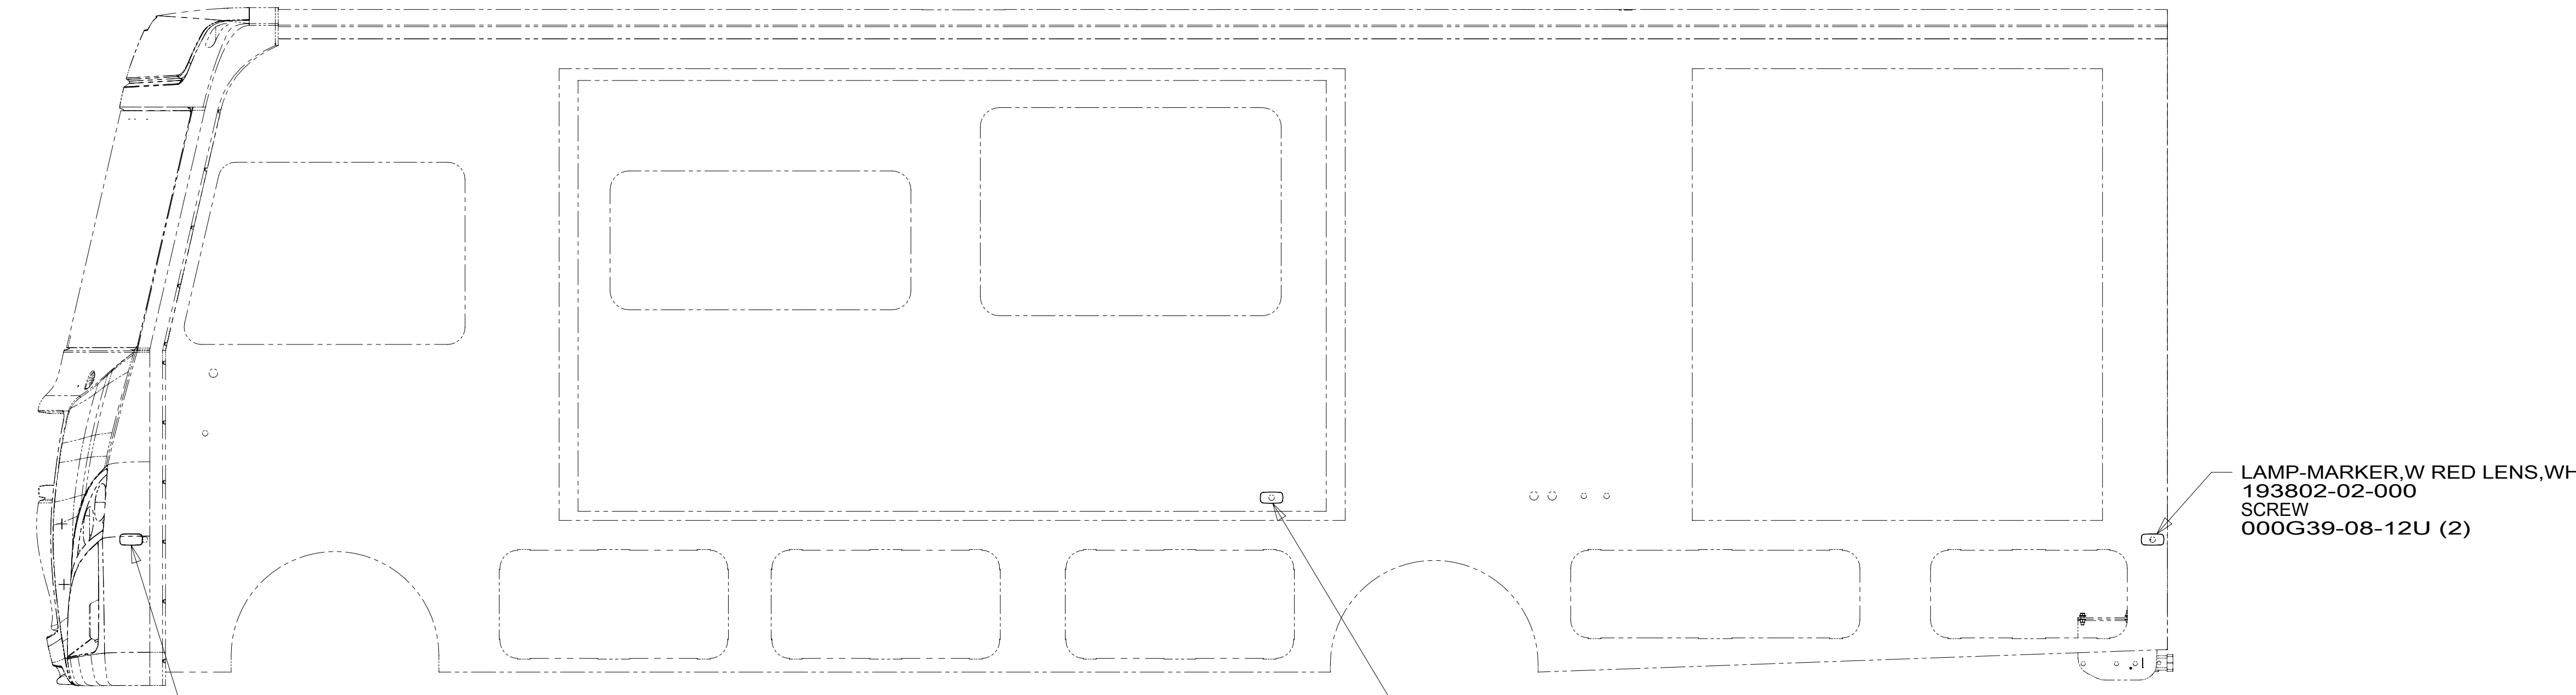 LAMP-MARKER,W RED LENS,WH
193802-02-000
SCREW
000G39-08-12U (2)